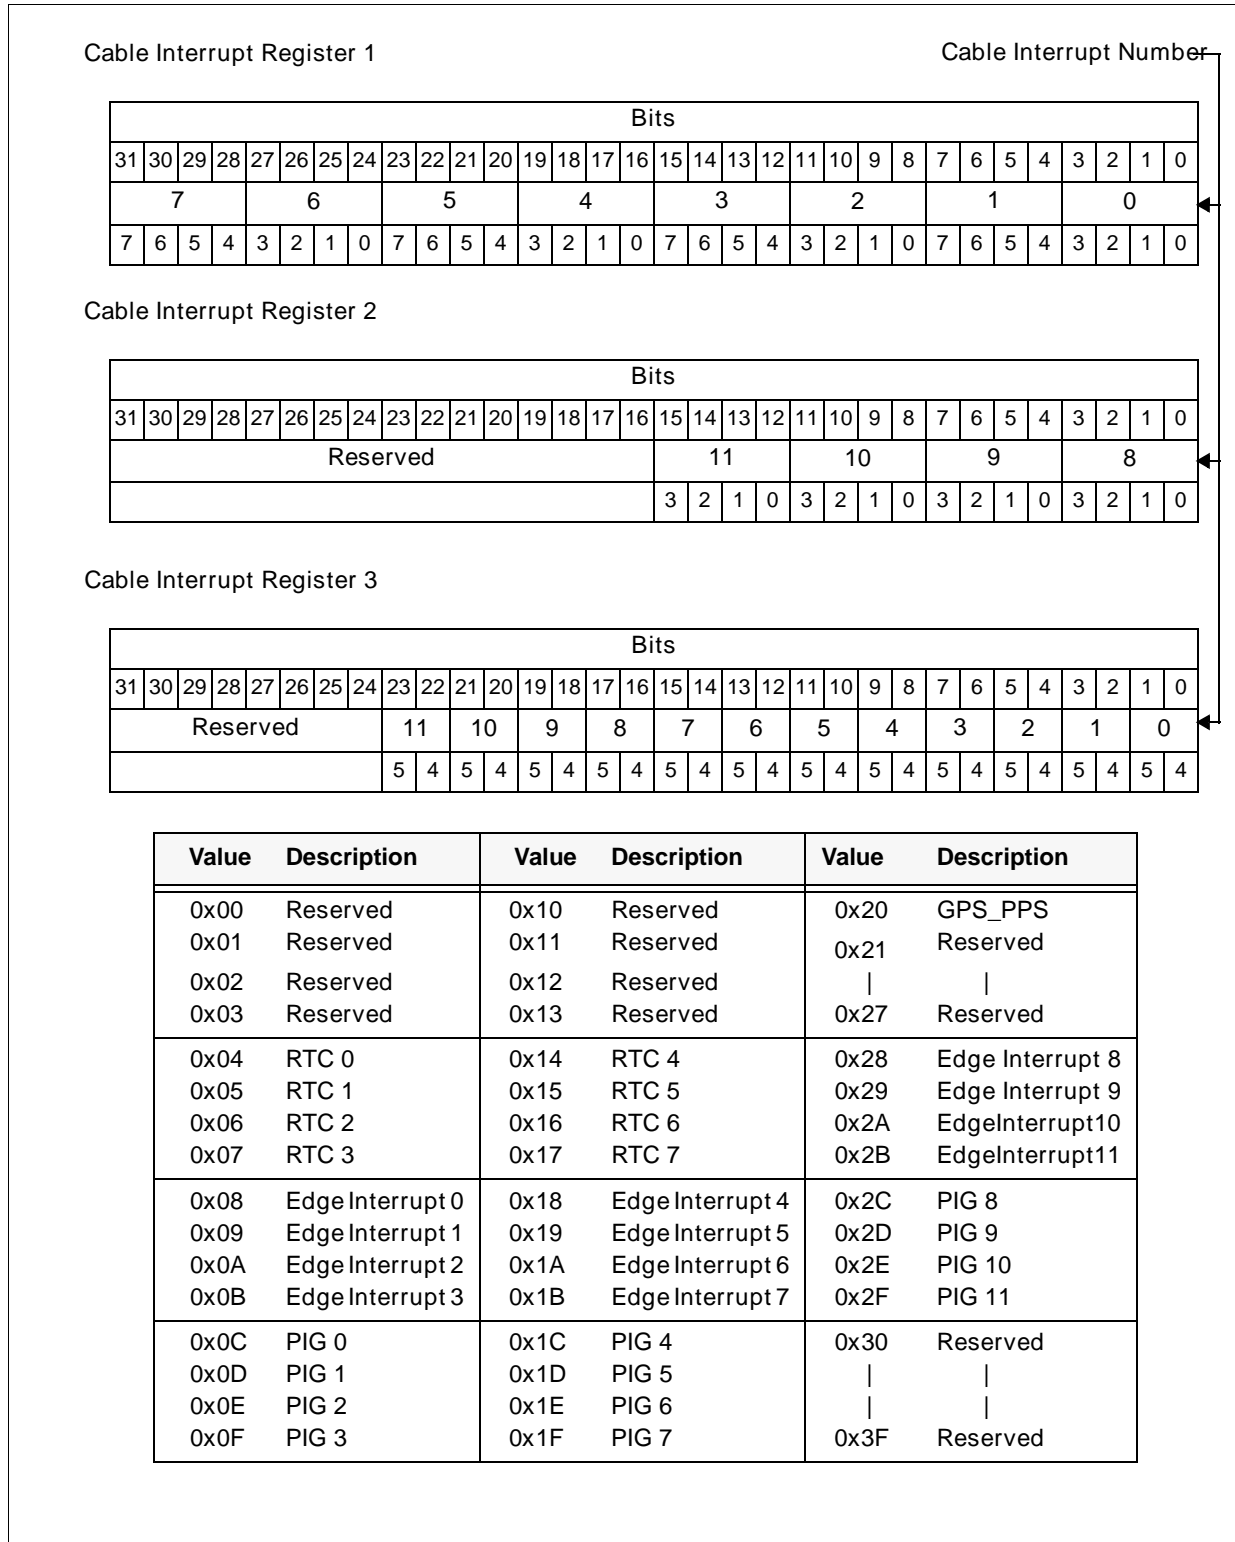 Cable Interrupt Register 1 Cable Interrupt Number
Bits
31 30 29 28 27 26 25 24 23 22 21 20 19 18 17 16 15 14 13 12 11 10 9 8 7 6 5 4 3 2 1 0
7 6 5 4 3 2 1 0
7 6 5 4 3 2 1 0 7 6 5 4 3 2 1 0 7 6 5 4 3 2 1 0 7 6 5 4 3 2 1 0
Cable Interrupt Register 2
Bits
31 30 29 28 27 26 25 24 23 22 21 20 19 18 17 16 15 14 13 12 11 10 9 8 7 6 5 4 3 2 1 0
Reserved 11 10 9 8
3 2 1 0 3 2 1 0 3 2 1 0 3 2 1 0
Cable Interrupt Register 3
Bits
31 30 29 28 27 26 25 24 23 22 21 20 19 18 17 16 15 14 13 12 11 10 9 8 7 6 5 4 3 2 1 0
Reserved 11 10 9 8 7 6 5 4 3 2 1 0
5 4 5 4 5 4 5 4 5 4 5 4 5 4 5 4 5 4 5 4 5 4 5 4
Value Description Value Description Value Description
0x00 Reserved 0x10 Reserved 0x20 GPS_PPS
0x01 Reserved 0x11 Reserved 0x21 Reserved
0x02 Reserved 0x12 Reserved | |
0x03 Reserved 0x13 Reserved 0x27 Reserved
0x04 RTC 0 0x14 RTC 4 0x28 Edge Interrupt 8
0x05 RTC 1 0x15 RTC 5 0x29 Edge Interrupt 9
0x06 RTC 2 0x16 RTC 6 0x2A EdgeInterrupt10
0x07 RTC 3 0x17 RTC 7 0x2B EdgeInterrupt11
0x08 Edge Interrupt 0 0x18 Edge Interrupt 4 0x2C PIG 8
0x09 Edge Interrupt 1 0x19 Edge Interrupt 5 0x2D PIG 9
0x0A Edge Interrupt 2 0x1A Edge Interrupt 6 0x2E PIG 10
0x0B Edge Interrupt 3 0x1B Edge Interrupt 7 0x2F PIG 11
0x0C PIG 0 0x1C PIG 4 0x30 Reserved
0x0D PIG 1 0x1D PIG 5 | |
0x0E PIG 2 0x1E PIG 6 | |
0x0F PIG 3 0x1F PIG 7 0x3F Reserved